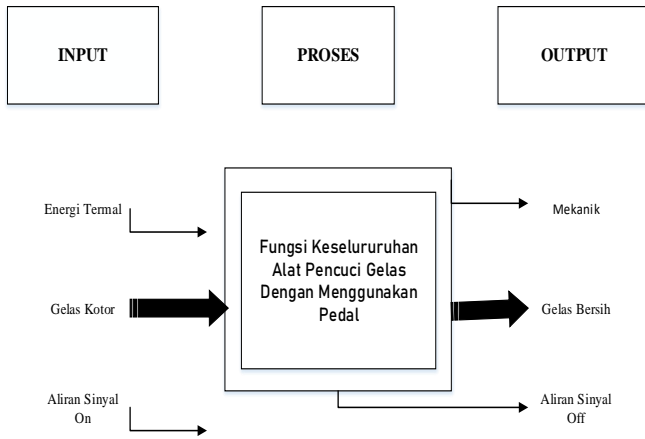 INPUT
PROSES
OUTPUT
Energi Termal
Gelas Kotor
Aliran Sinyal
On
Fungsi Keselururuhan
Alat Pencuci Gelas
Dengan Menggunakan
Pedal
Mekanik
Gelas Bersih
Aliran Sinyal
Off